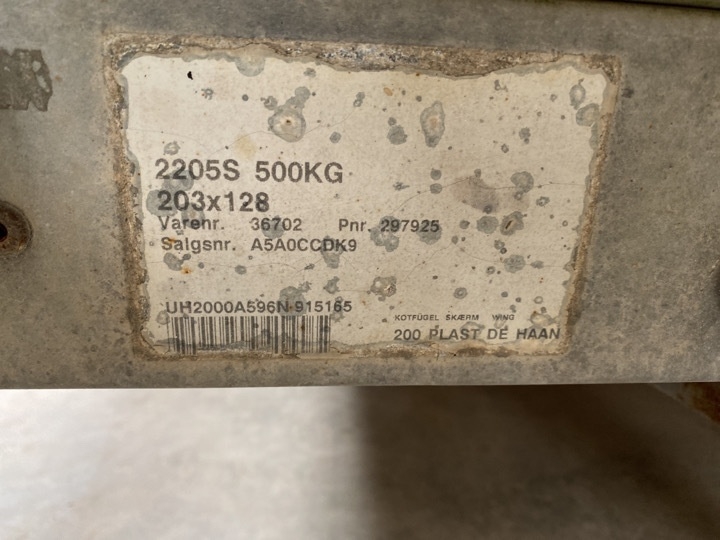 2205S 500KG
203x128
Varenr. 36702 Pnr. 297925
Salgsnr. A5A0CCDK9
UH2000A596N 915165
KOTFÜGEL SKÆRM WING
200 PLAST DE HAAN